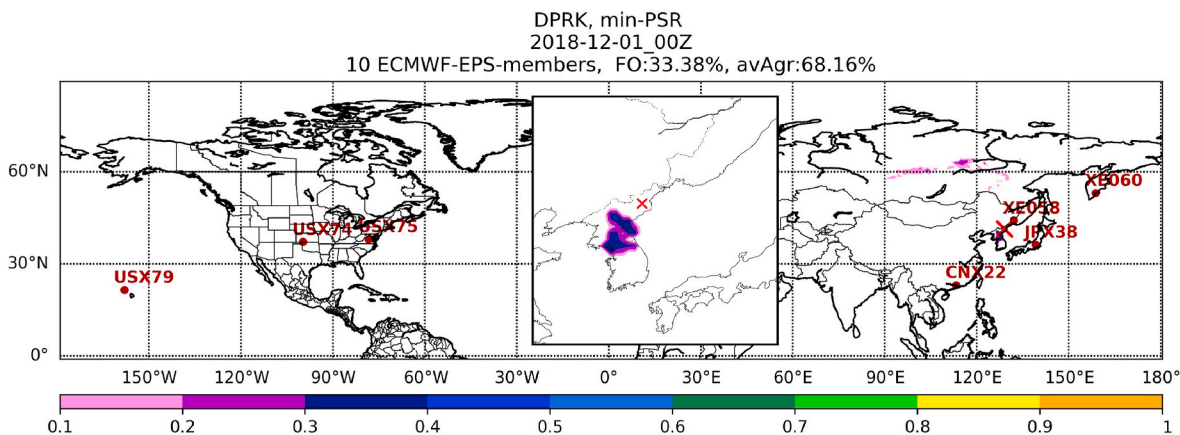 DPRK, min-PSR
2018-12-01_00Z
10 ECMWF-EPS-members,  FO:33.38%, avAgr:68.16%
60°N
30°N
0°
XE060
XE058
USX74
USX75
JPX38
USX79
CNX22
150°W 120°W 90°W 60°W 30°W 0° 30°E 60°E 90°E 120°E 150°E 180°
0.1 0.2 0.3 0.4 0.5 0.6 0.7 0.8 0.9 1